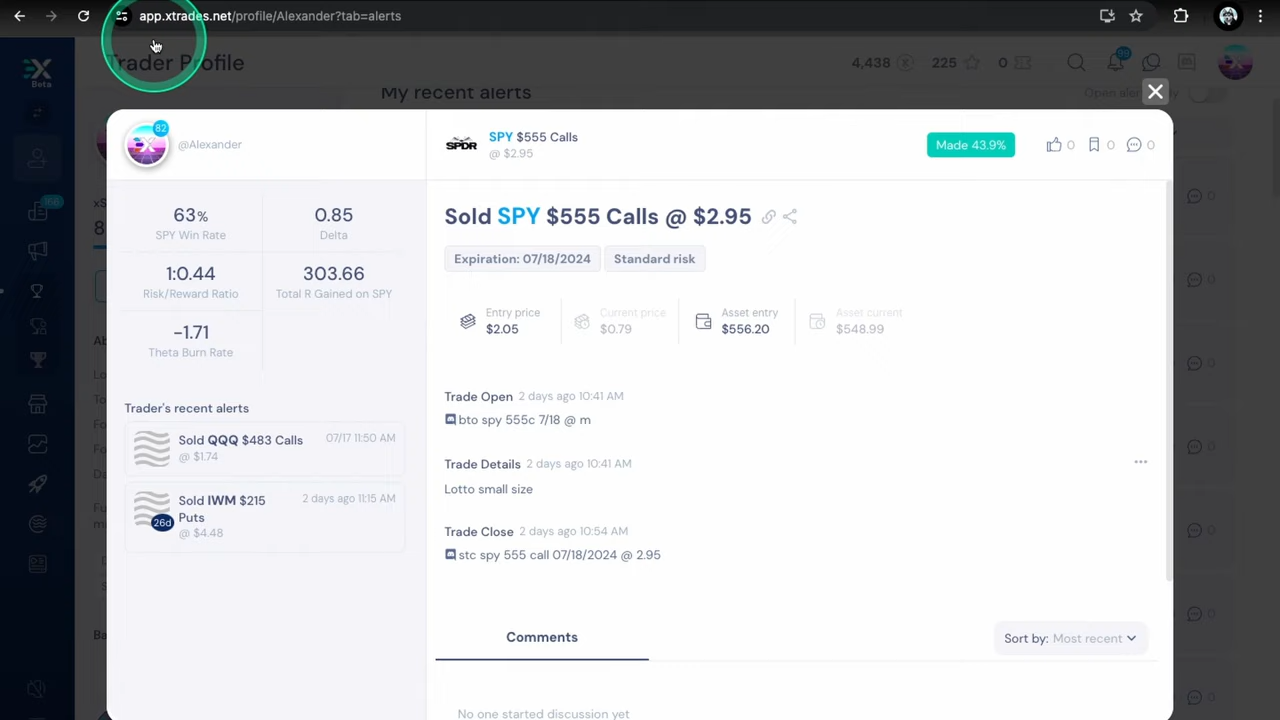 app.xtrades.net/profile/Alexander?tab=alerts
X
Beta
Trader Profile
4,438
225
0
99
My recent alerts
Open alerts only
82
@Alexander
SPDR
SPY $555 Calls
@ $2.95
Made 43.9%
0
0
0
63%
SPY Win Rate
0.85
Delta
1:0.44
Risk/Reward Ratio
303.66
Total R Gained on SPY
-1.71
Theta Burn Rate
Trader's recent alerts
Sold QQQ $483 Calls
07/17 11:50 AM
@ $1.74
Sold IWM $215
Puts
2 days ago 11:15 AM
26d
@ $4.48
Sold SPY $555 Calls @ $2.95
Expiration: 07/18/2024
Standard risk
Entry price
$2.05
Current price
$0.79
Asset entry
$556.20
Asset current
$548.99
Trade Open 2 days ago 10:41 AM
bto spy 555c 7/18 @ m
Trade Details 2 days ago 10:41 AM
Lotto small size
Trade Close 2 days ago 10:54 AM
stc spy 555 call 07/18/2024 @ 2.95
Comments
Sort by: Most recent
No one started discussion yet